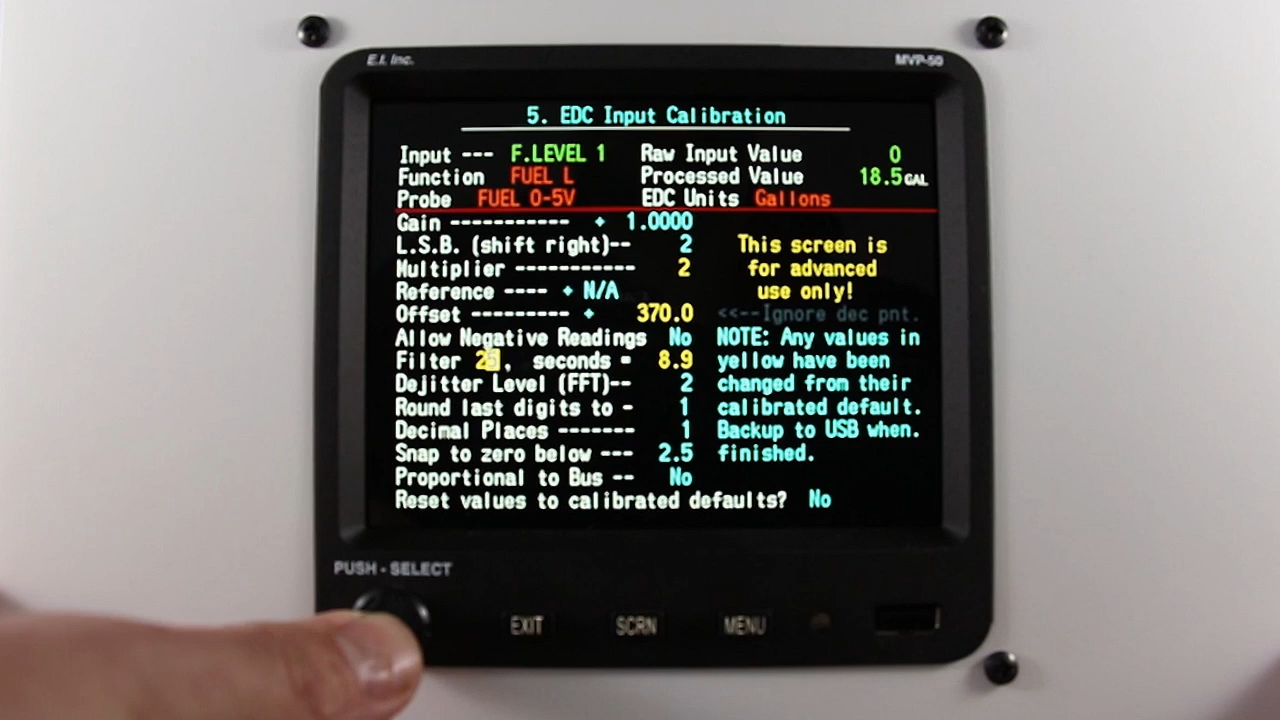 E.I. Inc.
MVP-50
5. EDC Input Calibration
Input --- F.LEVEL 1 Raw Input Value 0
Function FUEL L Processed Value 18.5 GAL
Probe FUEL 0-5V EDC Units Gallons
Gain ----------- + 1.0000
L.S.B. (shift right)-- 2 This screen is
Multiplier ----------- 2 for advanced
Reference ---- + N/A use only!
Offset --------- + 370.0 <<--Ignore dec pnt.
Allow Negative Readings No NOTE: Any values in
Filter 25, seconds = 8.9 yellow have been
Dejitter Level (FFT)-- 2 changed from their
Round last digits to - 1 calibrated default.
Decimal Places ------- 1 Backup to USB when.
Snap to zero below --- 2.5 finished.
Proportional to Bus -- No
Reset values to calibrated defaults? No
PUSH - SELECT
EXIT SCRN MENU